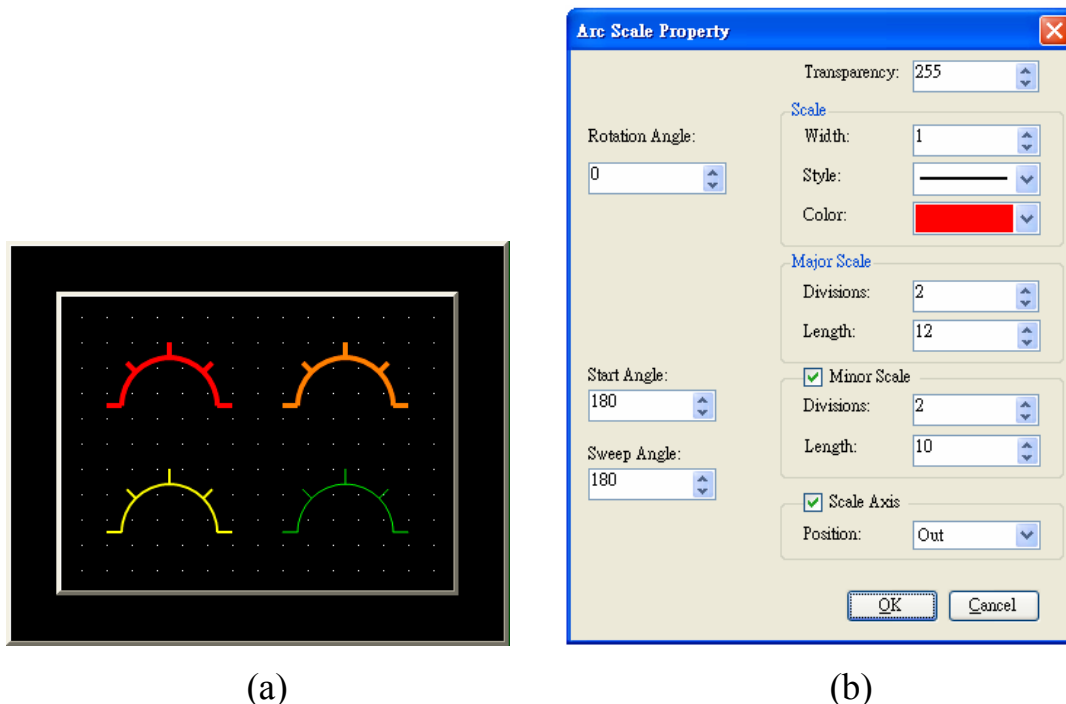 Arc Scale Property
Transparency: 255
Scale
Rotation Angle:
0
Width: 1
Style:
Color:
Major Scale
Divisions: 2
Length: 12
Start Angle:
180
Minor Scale
Divisions: 2
Length: 10
Sweep Angle:
180
Scale Axis
Position: Out
OK Cancel
(a) (b)